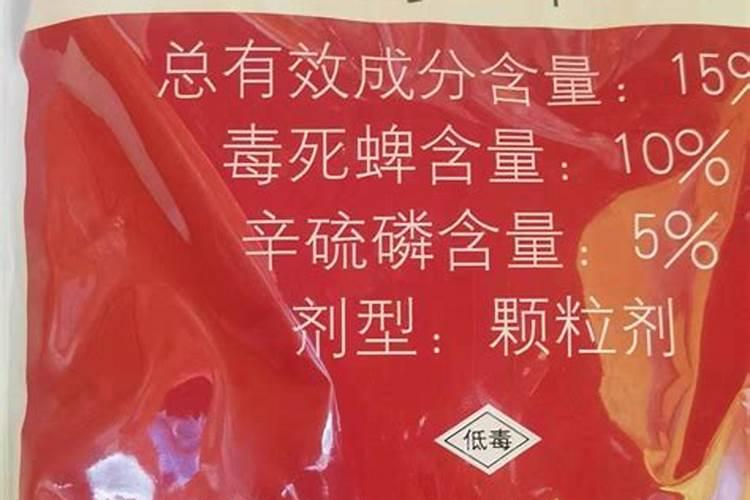 总有效成分含量：15%
毒死蜱含量：10%
辛硫磷含量：5%
剂型：颗粒剂
低毒